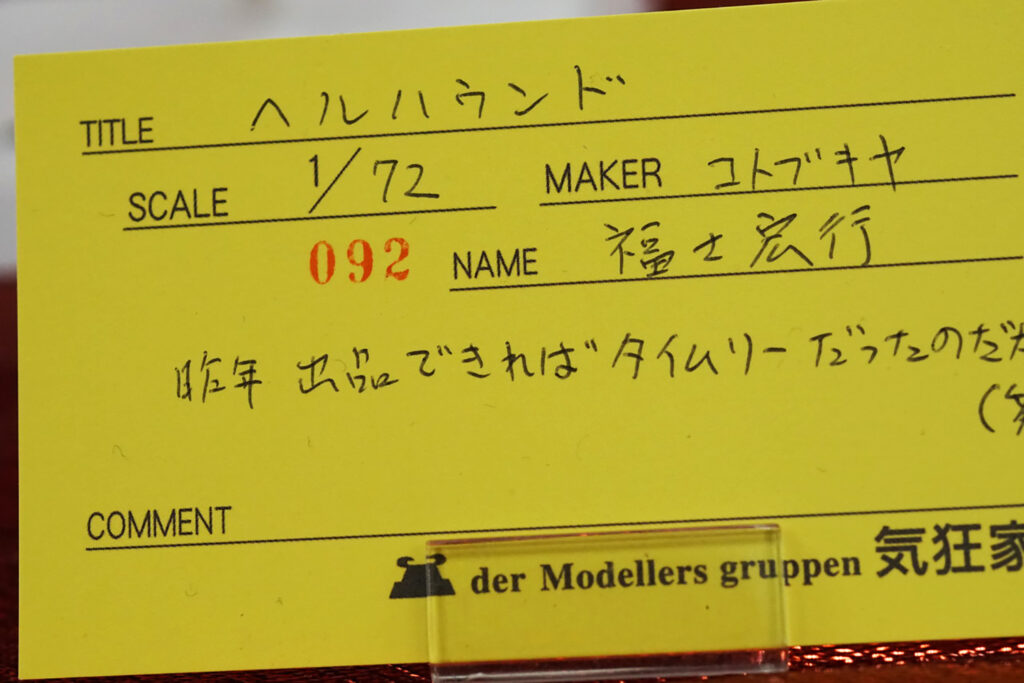 TITLE ヘルハウンド
SCALE 1/72 MAKER コトブキヤ
092 NAME 福士宏行
昨年 出品できればタイムリーだったのだが
(笑
COMMENT
der Modellers gruppen 気狂家